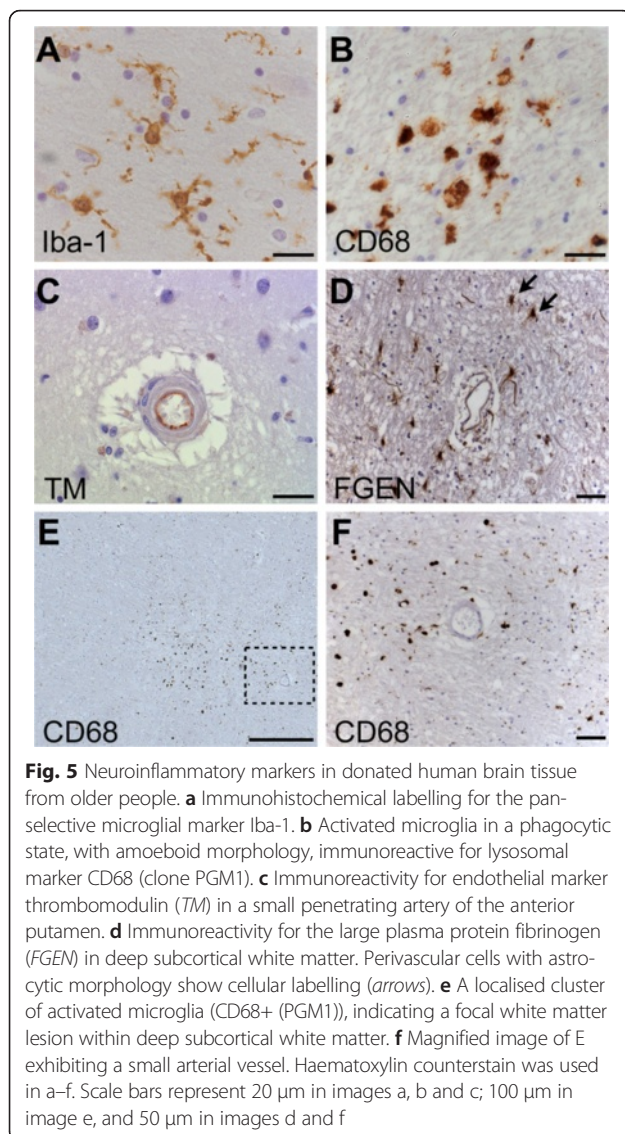 A
B
Iba-1
CD68
C
D
TM
FGEN
E
F
CD68
CD68
Fig. 5 Neuroinflammatory markers in donated human brain tissue
from older people. a Immunohistochemical labelling for the pan-
selective microglial marker Iba-1. b Activated microglia in a phagocytic
state, with amoeboid morphology, immunoreactive for lysosomal
marker CD68 (clone PGM1). c Immunoreactivity for endothelial marker
thrombomodulin (TM) in a small penetrating artery of the anterior
putamen. d Immunoreactivity for the large plasma protein fibrinogen
(FGEN) in deep subcortical white matter. Perivascular cells with astro-
cytic morphology show cellular labelling (arrows). e A localised cluster
of activated microglia (CD68+ (PGM1)), indicating a focal white matter
lesion within deep subcortical white matter. f Magnified image of E
exhibiting a small arterial vessel. Haematoxylin counterstain was used
in a–f. Scale bars represent 20 μm in images a, b and c; 100 μm in
image e, and 50 μm in images d and f